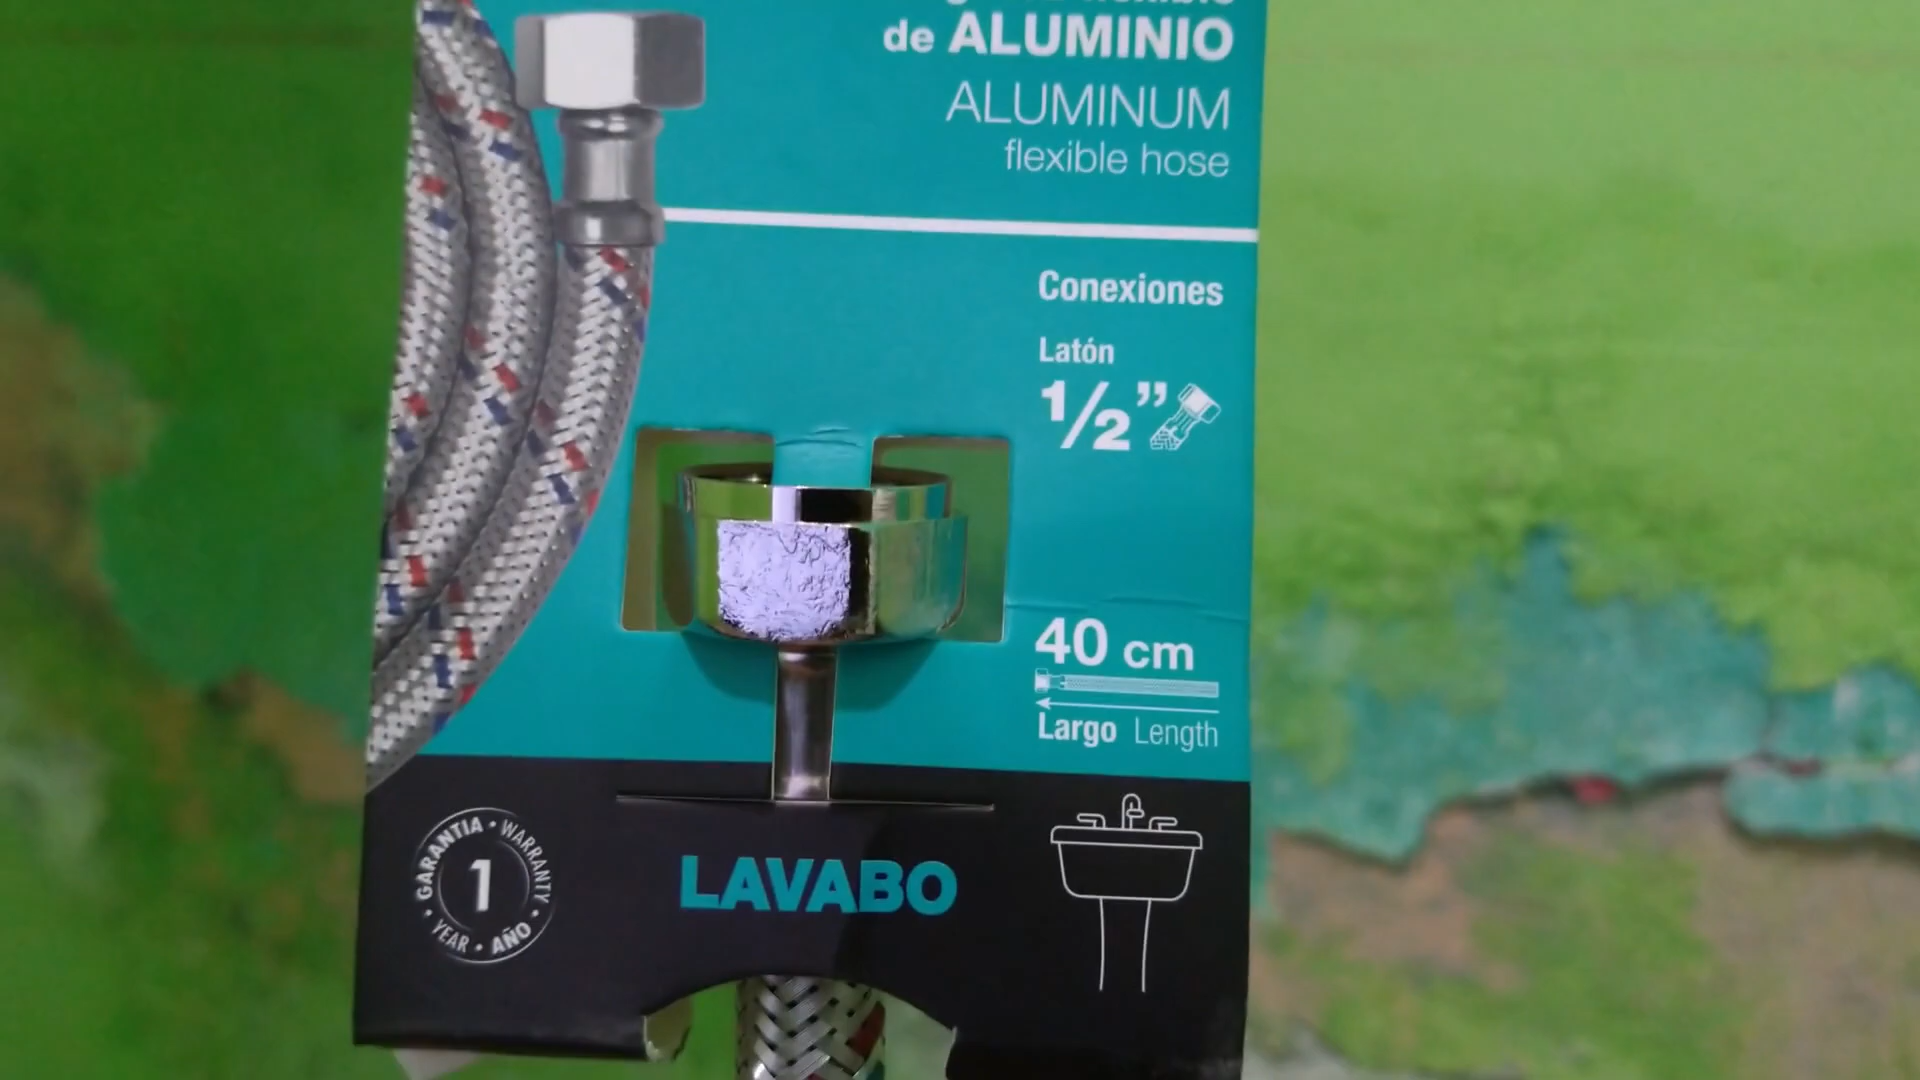 de ALUMINIO
ALUMINUM
flexible hose
Conexiones
Latón
1/2”
40 cm
Largo Length
GARANTIA • WARRANTY
1
YEAR • AÑO
LAVABO